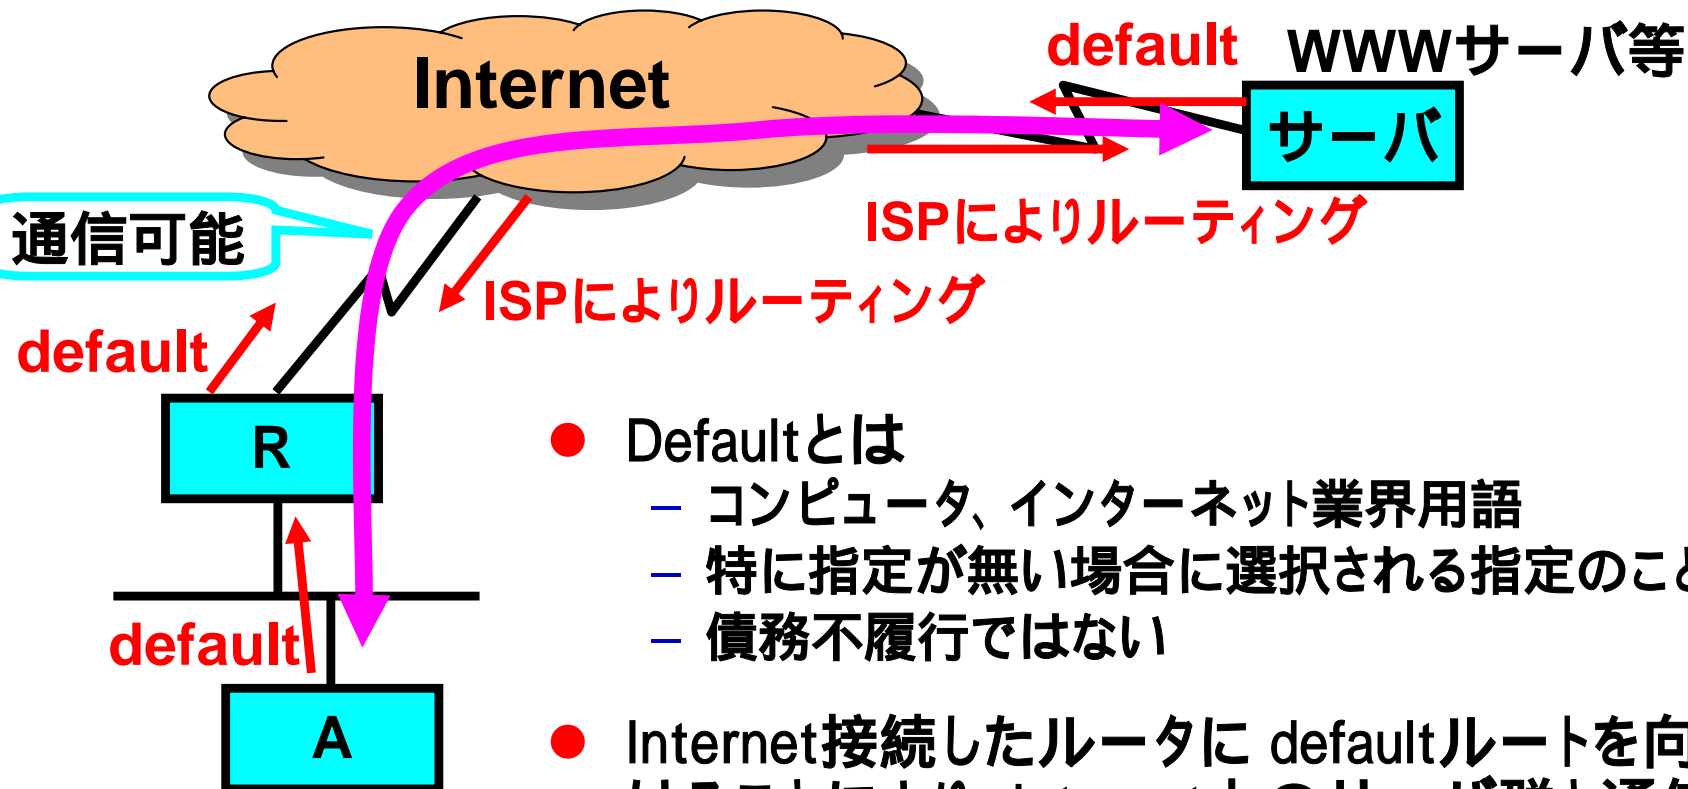 Internet
default
WWWサーバ等
サーバ
ISPによりルーティング
通信可能
ISPによりルーティング
default
R
default
A
● Defaultとは
– コンピュータ、インターネット業界用語
– 特に指定が無い場合に選択される指定のこと
– 債務不履行ではない
● Internet接続したルータに defaultルートを向